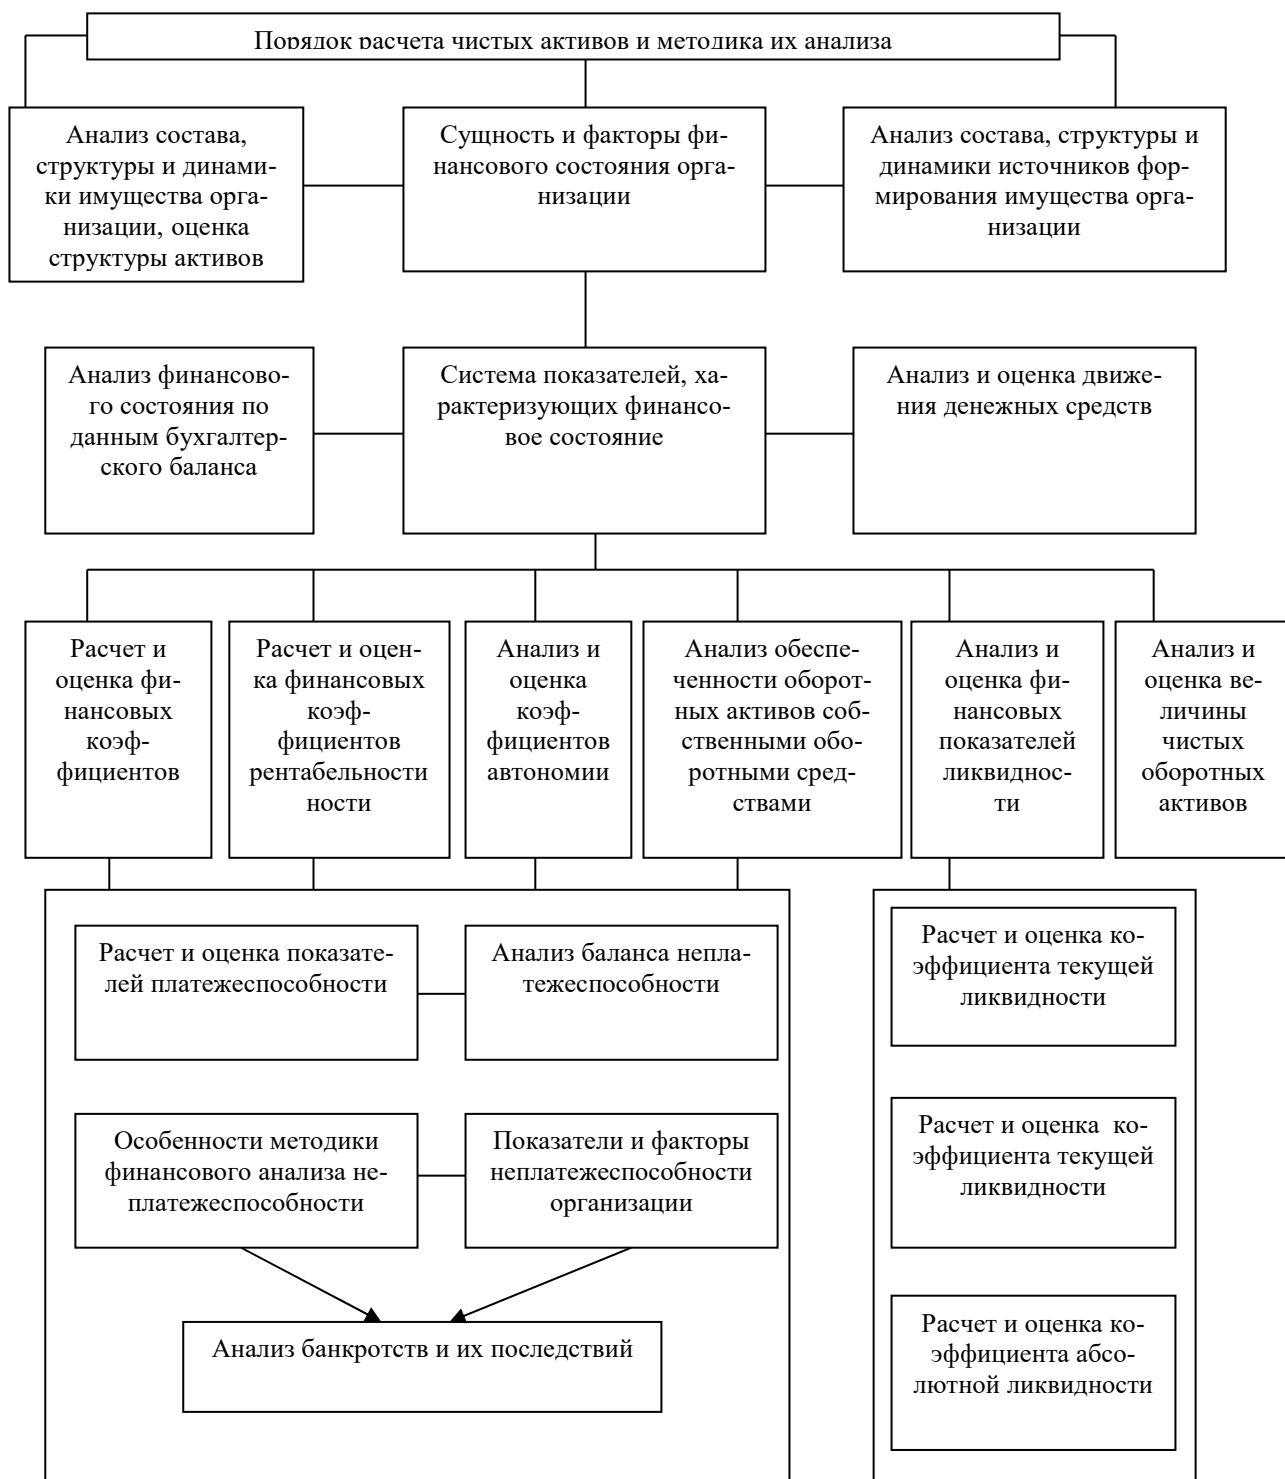 Порядок расчета чистых активов и методика их анализа
Анализ состава,
структуры и динами-
ки имущества орга-
низации, оценка
структуры активов
Сущность и факторы фи-
нансового состояния орга-
низации
Анализ состава, структуры и
динамики источников фор-
мирования имущества орга-
низации
Анализ финансово-
го состояния по
данным бухгалтер-
ского баланса
Система показателей, ха-
рактеризующих финансо-
вое состояние
Анализ и оценка движе-
ния денежных средств
Расчет и
оценка фи-
нансовых
коэф-
фициентов
Расчет и оцен-
ка финансовых
коэф-
фициентов
рентабельности
ности
Анализ и
оценка
коэф-
фициентов
автономии
Анализ обеспе-
ченности оборот-
ных активов соб-
ственными обо-
ротными сред-
ствами
Анализ и
оценка фи-
нансовых
показателей
ликвиднос-
ти
Анализ и
оценка ве-
личины
чистых
оборотных
активов
Расчет и оценка показате-
лей платежеспособности
Анализ баланса непла-
тежеспособности
Особенности методики
финансового анализа не-
платежеспособности
Показатели и факторы
неплатежеспособности
организации
Анализ банкротств и их последствий
Расчет и оценка ко-
эффициента текущей
ликвидности
Расчет и оценка  ко-
эффициента текущей
ликвидности
Расчет и оценка ко-
эффициента абсо-
лютной ликвидности